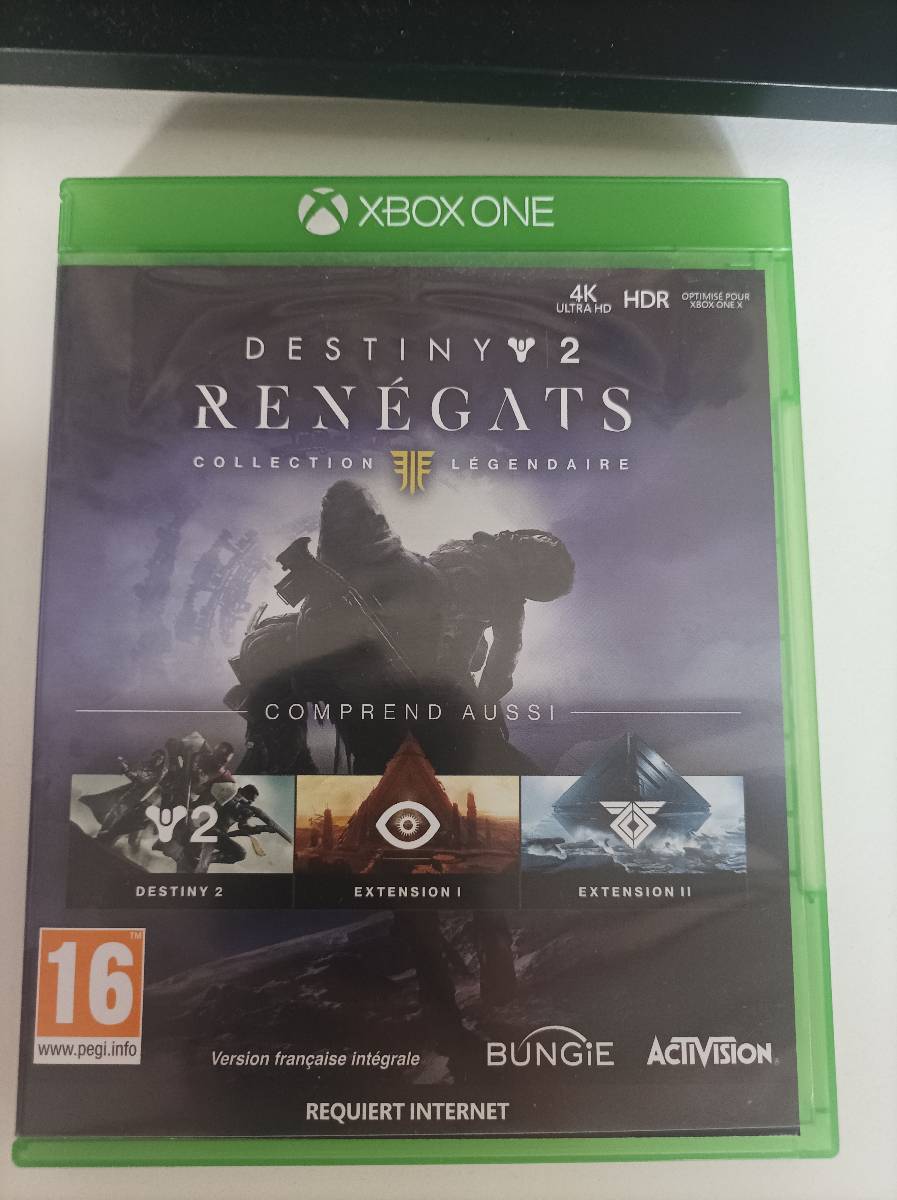 XBOX ONE
4K
ULTRA HD
HDR
OPTIMISÉ POUR
XBOX ONE X
DESTINY 2
RENÉGATS
COLLECTION LÉGENDAIRE
COMPREND AUSSI
2
DESTINY 2
EXTENSION I
EXTENSION II
16
TM
www.pegi.info
Version française intégrale
BUNGiE
ACTIVISION
REQUIERT INTERNET